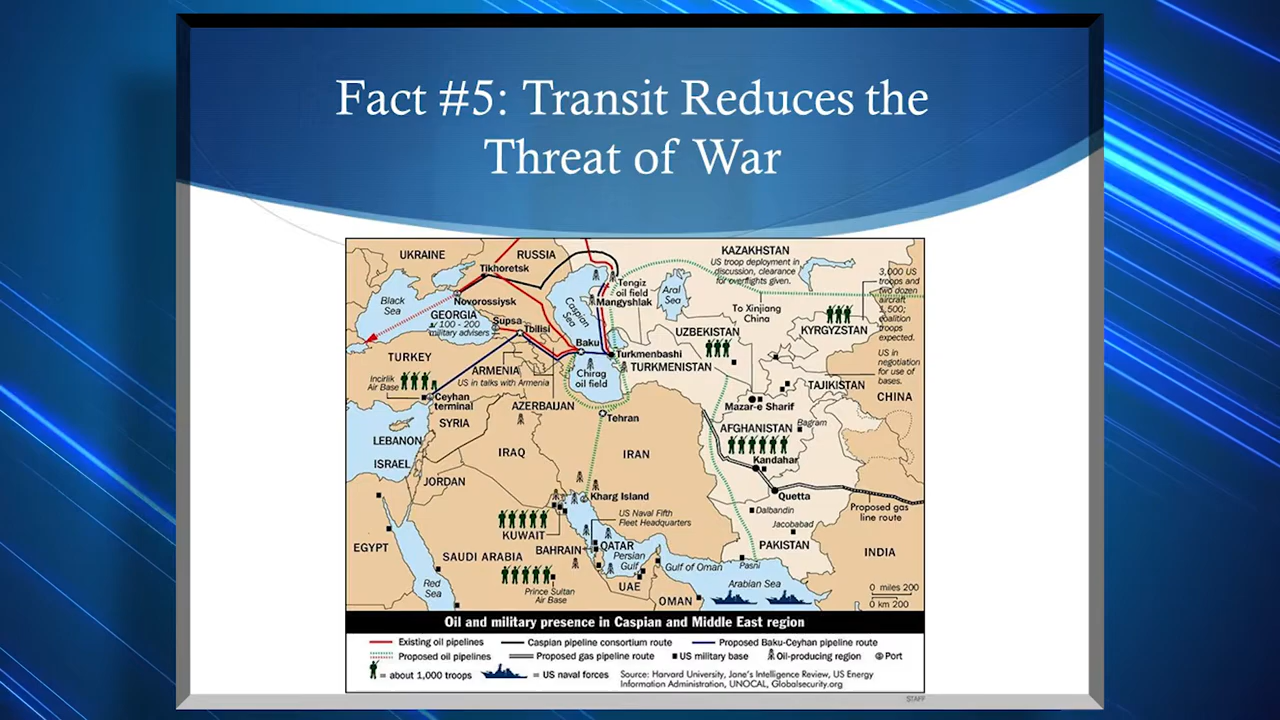 Fact #5: Transit Reduces the
Threat of War
UKRAINE
RUSSIA
KAZAKHSTAN
US troop deployment in
discussion, clearance
for overflights given.
3,000 US
troops and
two dozen
aircraft
1,500;
coalition
troops
expected.
US in
negotiation
for use of
bases.
Tikhoretsk
Tengiz
oil field
Mangyshlak
Aral
Sea
To Xinjiang
China
Black
Sea
Novorossiysk
Caspian
Sea
GEORGIA
100 - 200
military advisers
Supsa
Tbilisi
UZBEKISTAN
KYRGYZSTAN
Baku
Turkmenbashi
TURKMENISTAN
TURKEY
ARMENIA
US in talks with Armenia
Chirag
oil field
TAJIKISTAN
CHINA
Incirlik
Air Base
Ceyhan
terminal
AZERBAIJAN
Tehran
Mazar-e Sharif
SYRIA
AFGHANISTAN
Bagram
LEBANON
ISRAEL
IRAQ
IRAN
Kandahar
JORDAN
Kharg Island
Quetta
Proposed gas
line route
US Naval Fifth
Fleet Headquarters
Dalbandin
Jacobabad
KUWAIT
EGYPT
SAUDI ARABIA
BAHRAIN
QATAR
Persian
Gulf
Gulf of Oman
PAKISTAN
Pasni
INDIA
Red
Sea
Prince Sultan
Air Base
UAE
OMAN
Arabian Sea
0 miles 200
0 km 200
Oil and military presence in Caspian and Middle East region
Existing oil pipelines
Caspian pipeline consortium route
Proposed Baku-Ceyhan pipeline route
Proposed oil pipelines
Proposed gas pipeline route
US military base
Oil-producing region
Port
= about 1,000 troops
= US naval forces
Source: Harvard University, Jane's Intelligence Review, US Energy
Information Administration, UNOCAL, Globalsecurity.org
STAFF